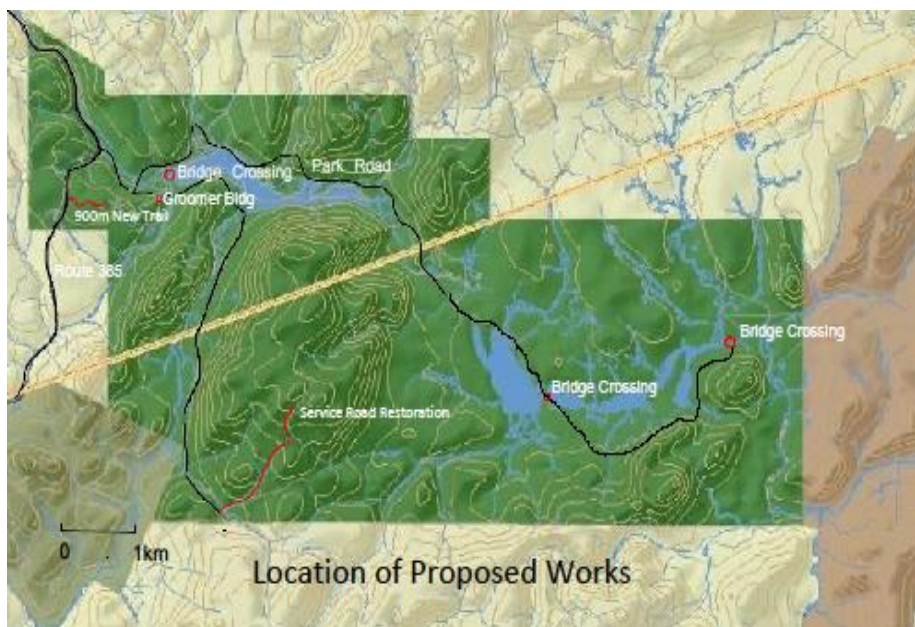 Park Road
Bridge Crossing
Groomer Bldg
900m New Trail
Route 385
Bridge Crossing
Bridge Crossing
Service Road Restoration
0 . 1km
Location of Proposed Works